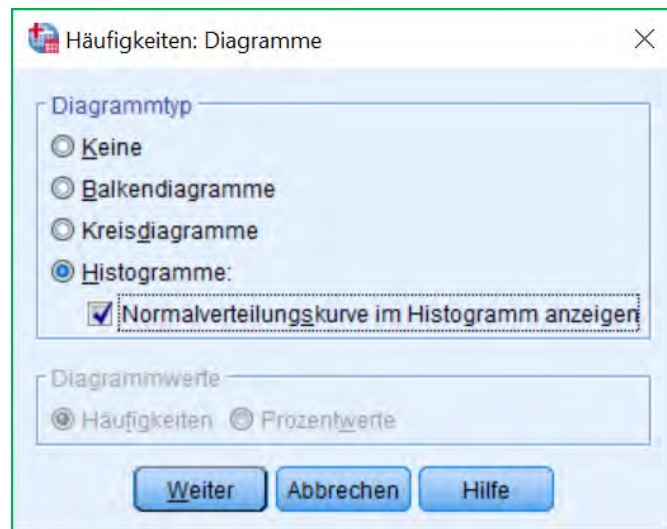 Häufigkeiten: Diagramme
Diagrammtyp
Keine
Balkendiagramme
Kreisdiagramme
Histogramme:
Normalverteilungskurve im Histogramm anzeigen
Diagrammwerte
Häufigkeiten Prozentwerte
Weiter Abbrechen Hilfe